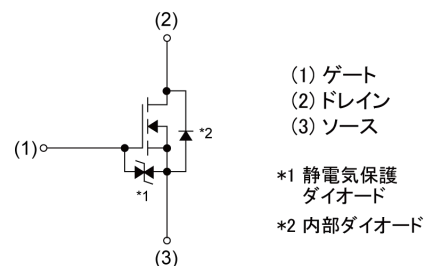 (2)
(1)
*2
*1
(3)
(1) ゲート
(2) ドレイン
(3) ソース
*1 静電気保護
ダイオード
*2 内部ダイオード